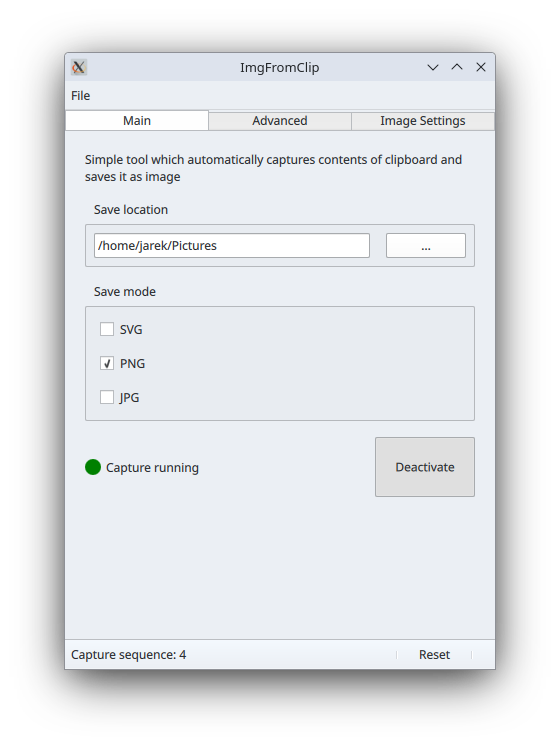 ImgFromClip
File
Main Advanced Image Settings
Simple tool which automatically captures contents of clipboard and
saves it as image
Save location
/home/jarek/Pictures ...
Save mode
SVG
PNG
JPG
Capture running Deactivate
Capture sequence: 4 Reset